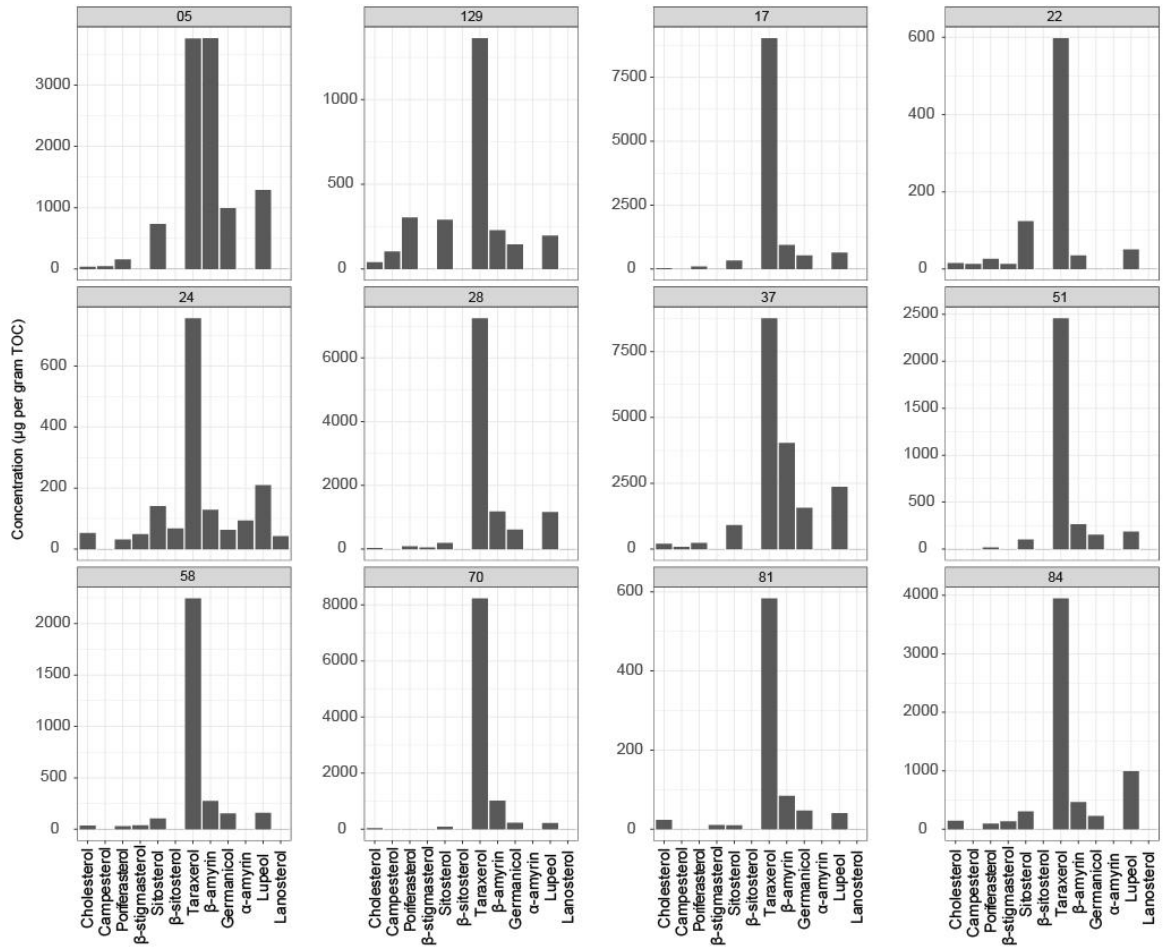 05
129
17
22
3000
2000
1000
0
1000
500
0
7500
5000
2500
0
600
400
200
0
24
28
37
51
600
400
200
0
6000
4000
2000
0
7500
5000
2500
0
2500
2000
1500
1000
500
0
58
70
81
84
2000
1500
1000
500
0
8000
6000
4000
2000
0
600
400
200
0
4000
3000
2000
1000
0
Concentration (µg per gram TOC)
Cholesterol
Campesterol
Poriferasterol
β-stigmasterol
Sitosterol
β-sitosterol
Taraxerol
β-amyrin
Germanicol
α-amyrin
Lupeol
Lanosterol
Cholesterol
Campesterol
Poriferasterol
β-stigmasterol
Sitosterol
β-sitosterol
Taraxerol
β-amyrin
Germanicol
α-amyrin
Lupeol
Lanosterol
Cholesterol
Campesterol
Poriferasterol
β-stigmasterol
Sitosterol
β-sitosterol
Taraxerol
β-amyrin
Germanicol
α-amyrin
Lupeol
Lanosterol
Cholesterol
Campesterol
Poriferasterol
β-stigmasterol
Sitosterol
β-sitosterol
Taraxerol
β-amyrin
Germanicol
α-amyrin
Lupeol
Lanosterol